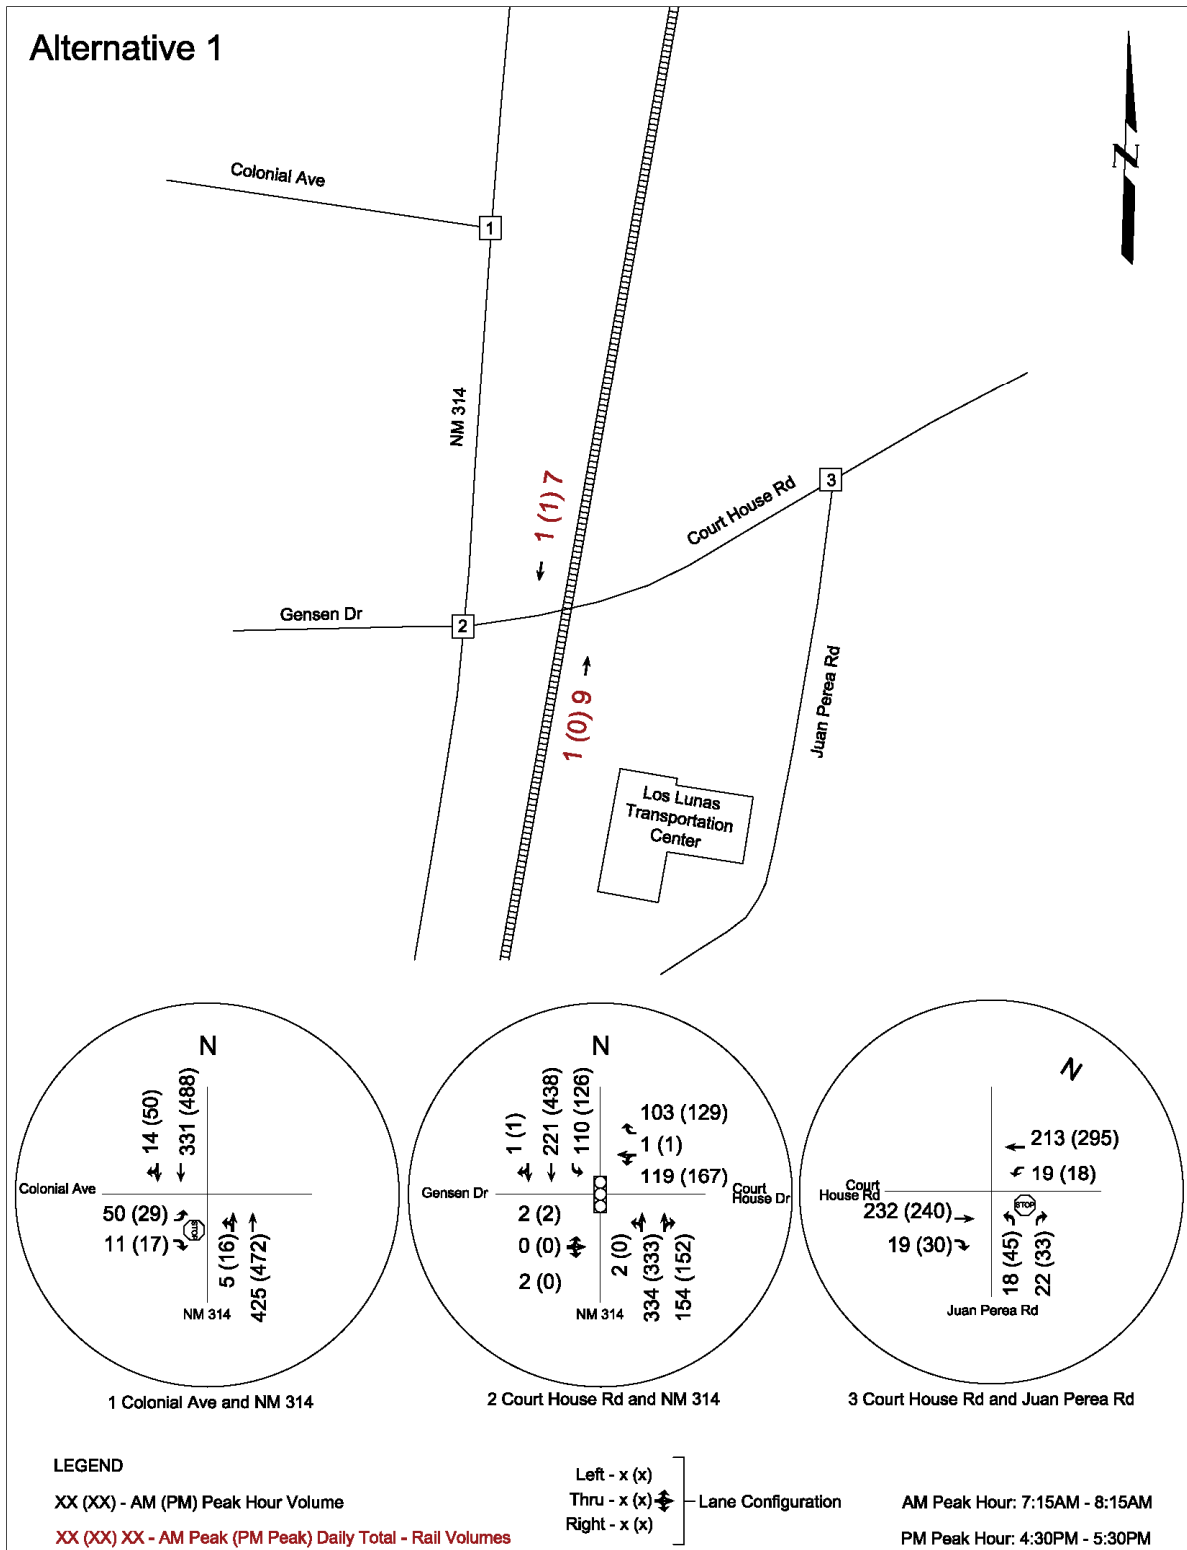 Alternative 1
N
Colonial Ave
1
NM 314
1 (1) 7
Court House Rd
3
Gensen Dr
2
1 (0) 9
Juan Perea Rd
Los Lunas
Transportation
Center
N
14 (50)
331 (488)
Colonial Ave
50 (29)
11 (17)
STOP
5 (16)
425 (472)
NM 314
1 Colonial Ave and NM 314
N
1 (1)
221 (438)
110 (126)
103 (129)
1 (1)
119 (167)
Gensen Dr
Court
House Dr
2 (2)
0 (0)
2 (0)
2 (0)
334 (333)
154 (152)
NM 314
2 Court House Rd and NM 314
N
213 (295)
19 (18)
Court
House Rd
232 (240)
19 (30)
STOP
18 (45)
22 (33)
Juan Perea Rd
3 Court House Rd and Juan Perea Rd
LEGEND
XX (XX) - AM (PM) Peak Hour Volume
XX (XX) XX - AM Peak (PM Peak) Daily Total - Rail Volumes
Left - x (x)
Thru - x (x)
Right - x (x)
Lane Configuration
AM Peak Hour: 7:15AM - 8:15AM
PM Peak Hour: 4:30PM - 5:30PM